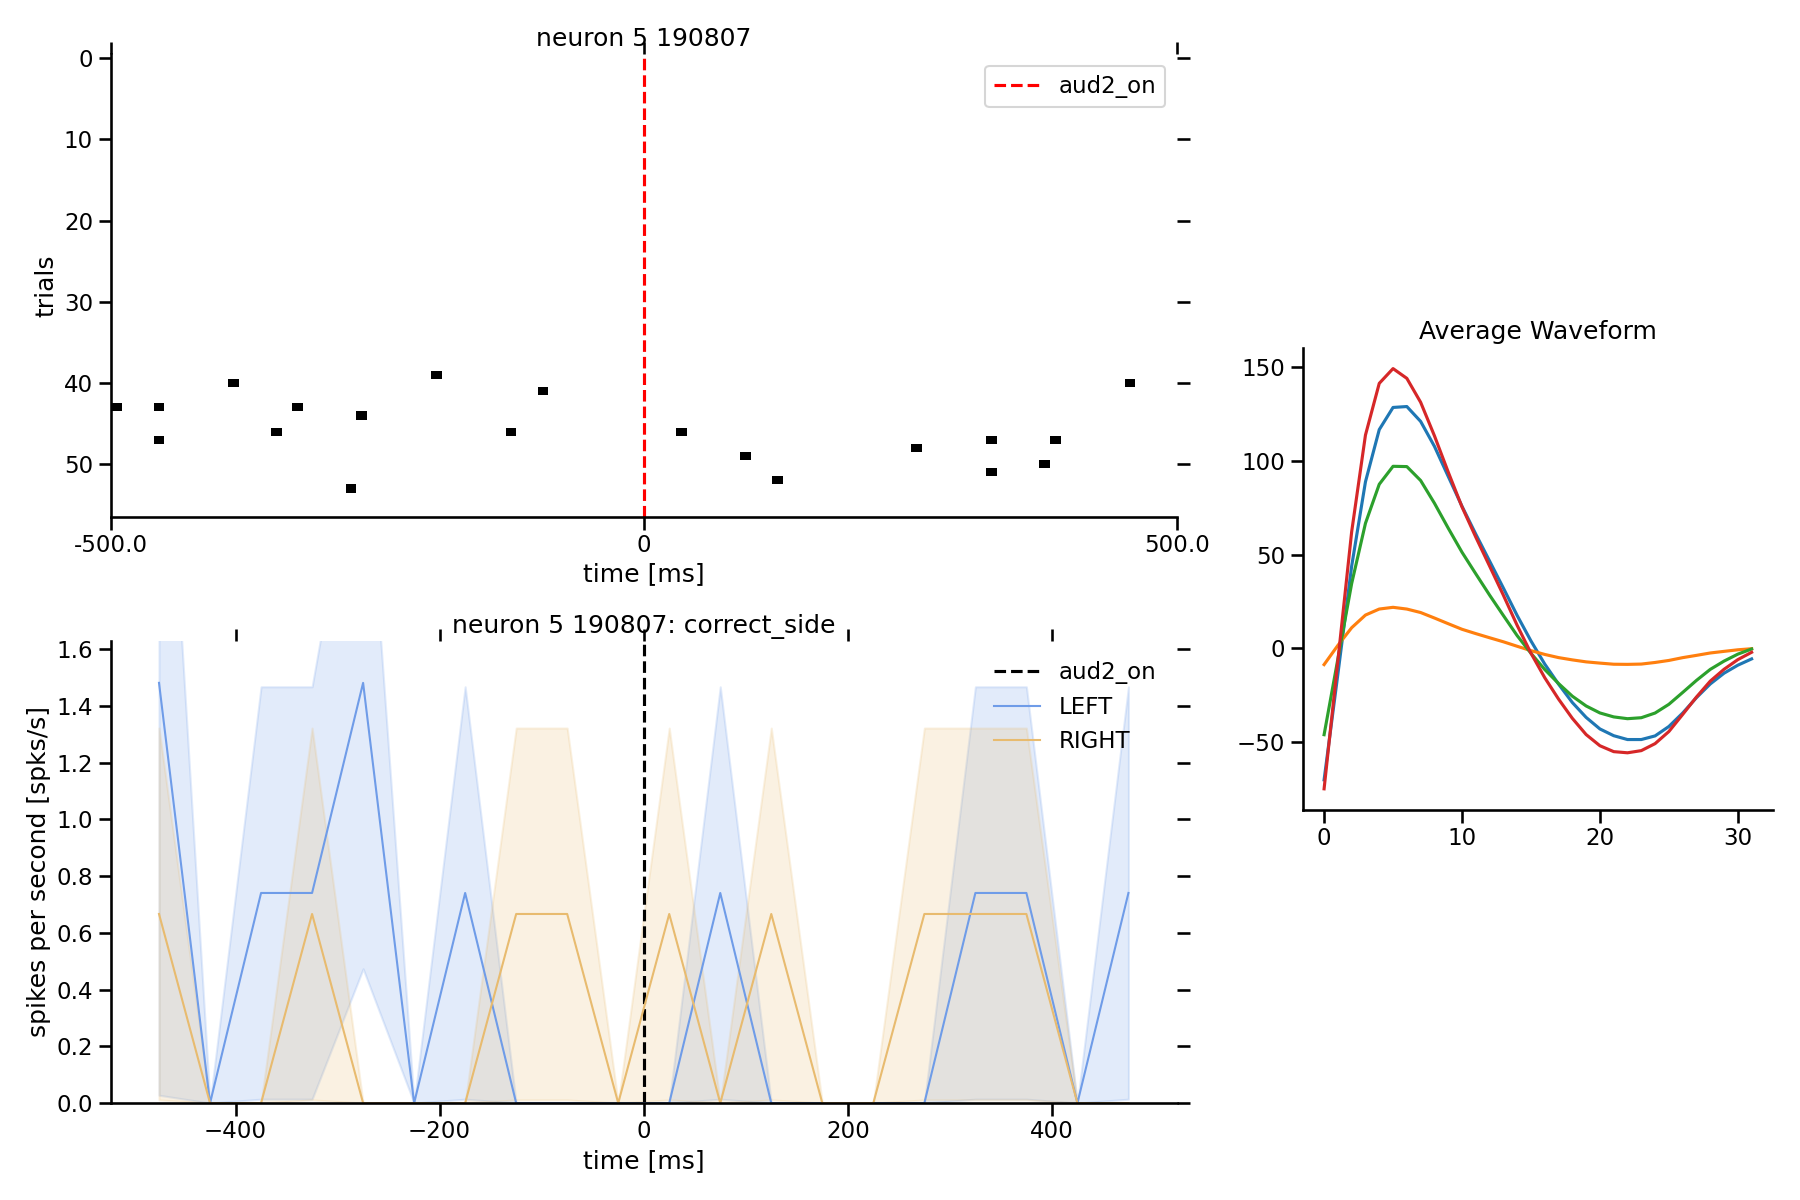 neuron 5 190807
0
10
20
30
40
50
trials
aud2_on
-500.0
0
500.0
time [ms]
neuron 5 190807: correct_side
1.6
1.4
1.2
1.0
0.8
0.6
0.4
0.2
0.0
spikes per second [spks/s]
aud2_on
LEFT
RIGHT
−400
−200
0
200
400
time [ms]
Average Waveform
150
100
50
0
−50
0
10
20
30